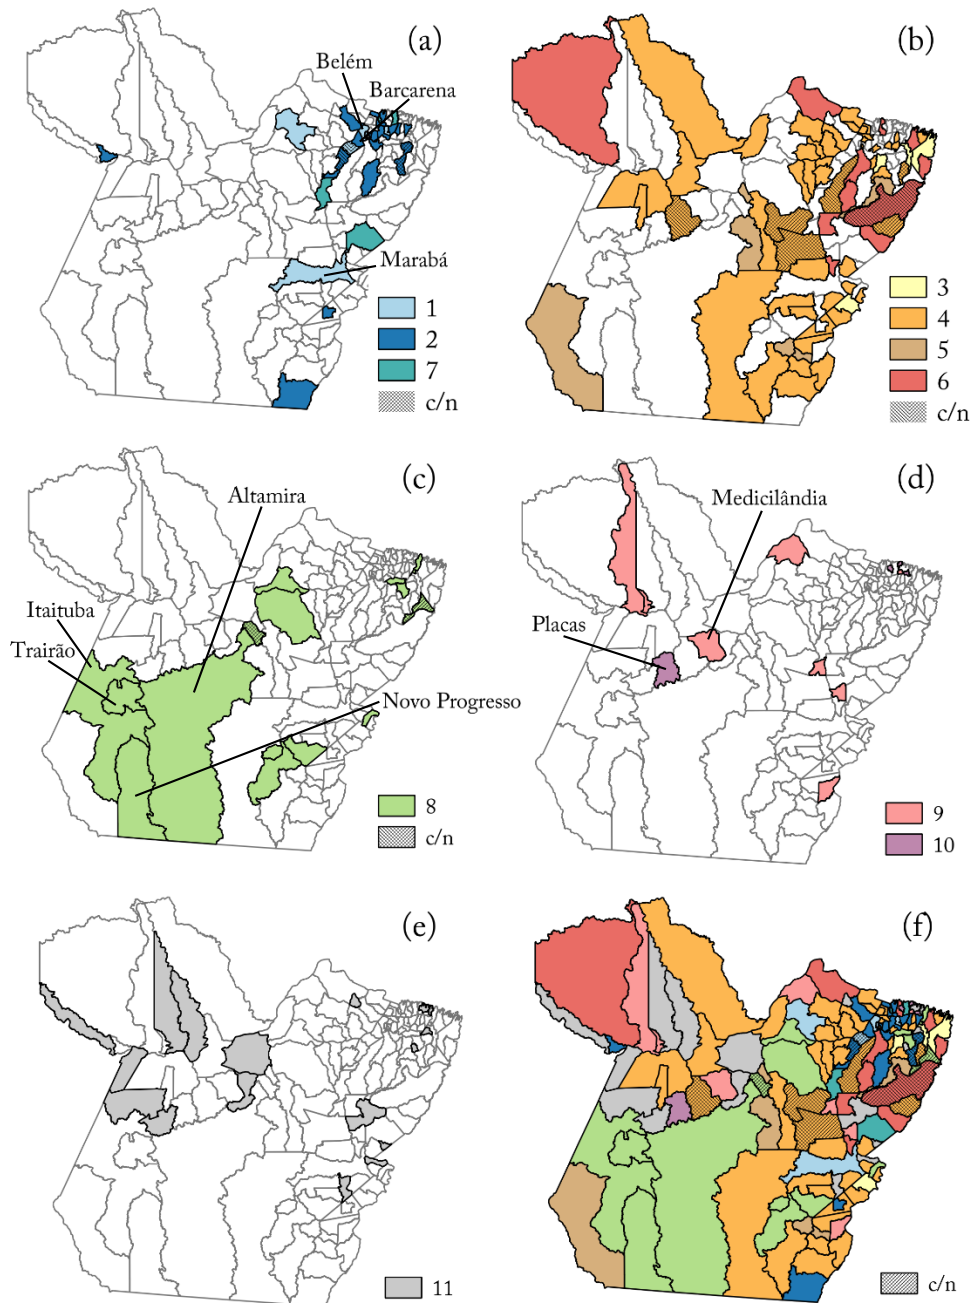 (a)
Belém
Barcarena
Marabá
1
2
7
c/n
(b)
3
4
5
6
c/n
(c)
Altamira
Itaituba
Trairão
Novo Progresso
8
c/n
(d)
Medicilândia
Placas
9
10
(e)
11
(f)
c/n